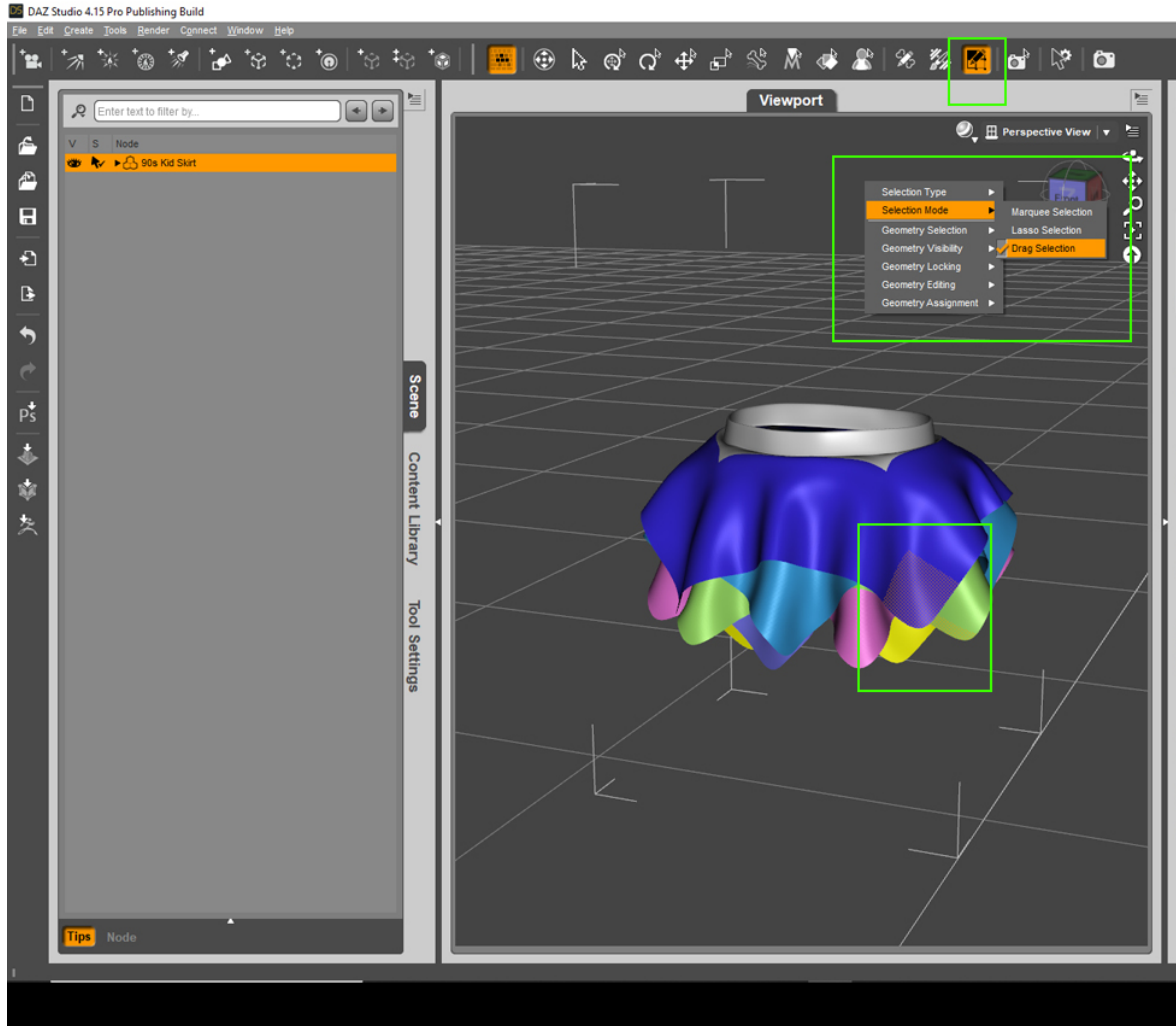 DS DAZ Studio 4.15 Pro Publishing Build
File Edit Create Tools Render Connect Window Help
Viewport
Enter text to filter by...
Perspective View
V S Node
90s Kid Skirt
Selection Type
Selection Mode
Marquee Selection
Geometry Selection
Lasso Selection
Geometry Visibility
Drag Selection
Geometry Locking
Geometry Editing
Geometry Assignment
Ps
Scene
Content Library
Tool Settings
Tips Node